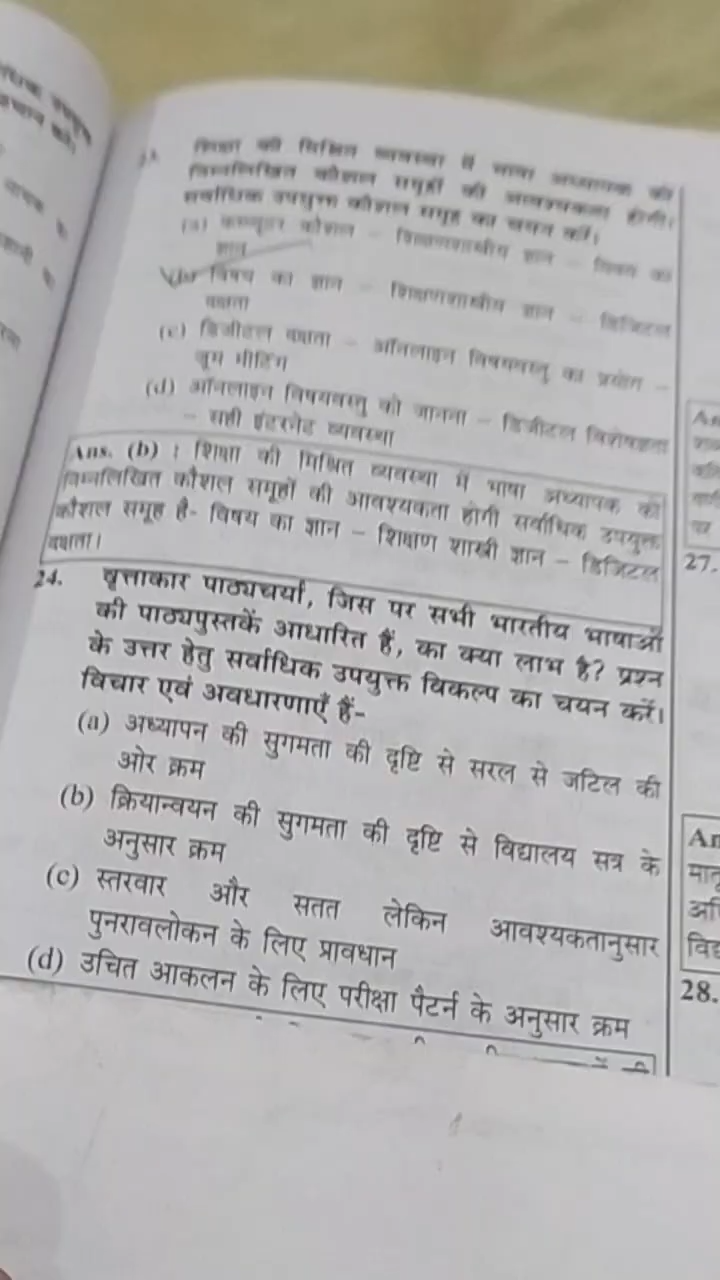 शिक्षा की मिश्रित व्यवस्था में भाषा अध्यापक को
निम्नलिखित कौशल समूहों की आवश्यकता होगी।
सर्वाधिक उपयुक्त कौशल समूह का चयन करें।
(a) कम्प्यूटर कौशल – शिक्षणशास्त्रीय ज्ञान – विषय का
ज्ञान
(b) विषय का ज्ञान – शिक्षणशास्त्रीय ज्ञान – डिजिटल
दक्षता
(c) डिजीटल दक्षता – ऑनलाइन विषयवस्तु का प्रयोग –
जूम मीटिंग
(d) ऑनलाइन विषयवस्तु को जानना – डिजीटल विशेषज्ञता
– सही इंटरनेट व्यवस्था
Ans. (b) : शिक्षा की मिश्रित व्यवस्था में भाषा अध्यापक को
निम्नलिखित कौशल समूहों की आवश्यकता होगी सर्वाधिक उपयुक्त
कौशल समूह है- विषय का ज्ञान – शिक्षण शास्त्री ज्ञान – डिजिटल
दक्षता।
24. वृत्ताकार पाठ्यचर्या, जिस पर सभी भारतीय भाषाओं
की पाठ्यपुस्तकें आधारित हैं, का क्या लाभ है? प्रश्न
के उत्तर हेतु सर्वाधिक उपयुक्त विकल्प का चयन करें।
विचार एवं अवधारणाएँ हैं-
(a) अध्यापन की सुगमता की दृष्टि से सरल से जटिल की
ओर क्रम
(b) क्रियान्वयन की सुगमता की दृष्टि से विद्यालय सत्र के
अनुसार क्रम
(c) स्तरवार और सतत लेकिन आवश्यकतानुसार
पुनरावलोकन के लिए प्रावधान
(d) उचित आकलन के लिए परीक्षा पैटर्न के अनुसार क्रम
27.
28.